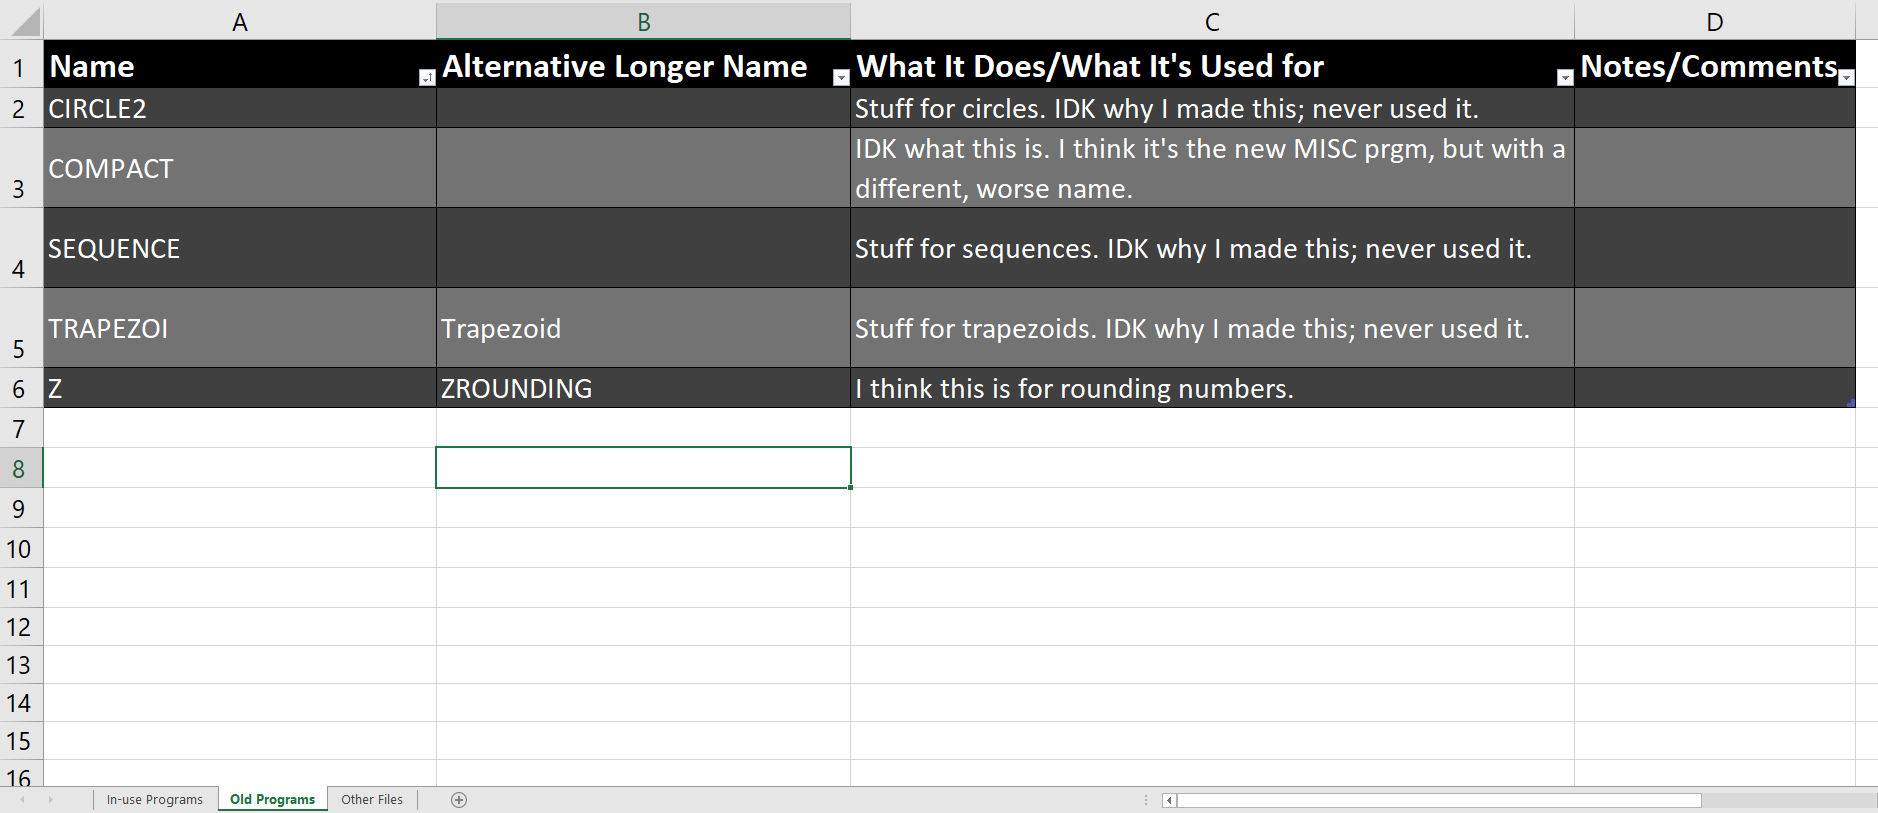 A B C D
1 Name Alternative Longer Name What It Does/What It's Used for Notes/Comments
2 CIRCLE2 Stuff for circles. IDK why I made this; never used it.
IDK what this is. I think it's the new MISC prgm, but with a
3 COMPACT different, worse name.
4 SEQUENCE Stuff for sequences. IDK why I made this; never used it.
5 TRAPEZOI Trapezoid Stuff for trapezoids. IDK why I made this; never used it.
6 Z ZROUNDING I think this is for rounding numbers.
7
8
9
10
11
12
13
14
15
16
In-use Programs Old Programs Other Files